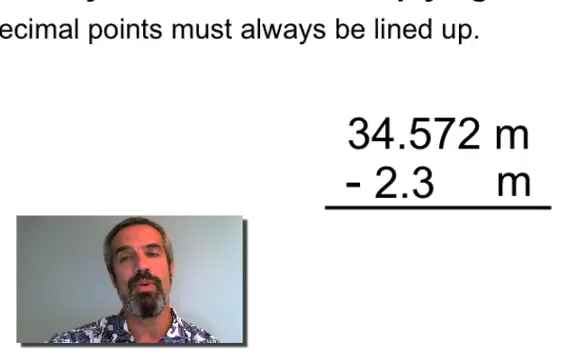 ecimal points must always be lined up.
34.572 m
- 2.3 m